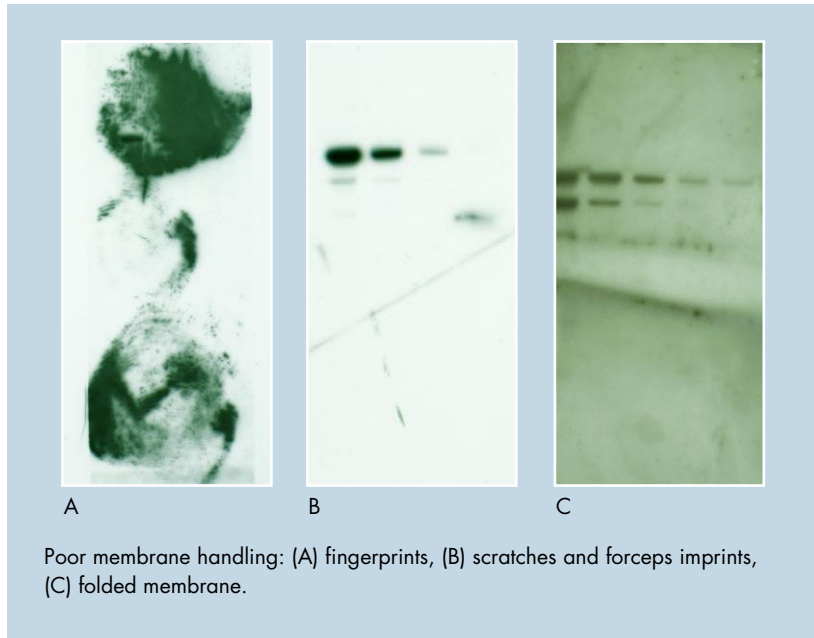 A
B
C
Poor membrane handling: (A) fingerprints, (B) scratches and forceps imprints,
(C) folded membrane.